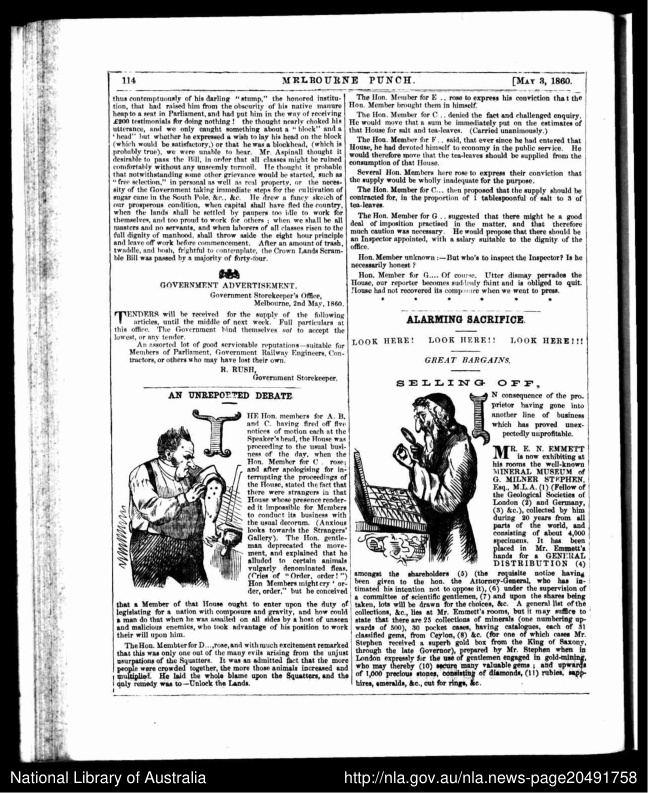 114
MELBOURNE PUNCH.
[MAY 3, 1860.
thus contemptuously of his darling "stump," the honored institu-
tion, that had raised him from the obscurity of his native manure
heap to a seat in Parliament, and had put him in the way of receiving
£200 testimonials for doing nothing! the thought nearly choked his
utterance, and we only caught something about a "block" and a
"head" but whether he expressed a wish to lay his head on the block
(which would be satisfactory,) or that he was a blockhead, (which is
probably true), we were unable to hear. Mr. Aspinall thought it
desirable to pass the Bill, in order that all classes might be ruined
comfortably without any unseemly turmoil. He thought it probable
that notwithstanding some other grievance would be started, such as
"free selection," in personal as well as real property, or the neces-
sity of the Government taking immediate steps for the cultivation of
sugar cane in the South Pole, &c., &c. He drew a fancy sketch of
our prosperous condition, when capital shall have fled the country,
when the lands shall be settled by paupers too idle to work for
themselves, and too proud to work for others; when we shall be all
masters and no servants, and when laborers of all classes risen to the
full dignity of manhood, shall throw aside the eight hour principle
and leave off work before commencement. After an amount of trash,
twaddle, and bosh, frightful to contemplate, the Crown Lands Scram-
ble Bill was passed by a majority of forty-four.
GOVERNMENT ADVERTISEMENT.
Government Storekeeper's Office,
Melbourne, 2nd May, 1860.
TENDERS will be received for the supply of the following
articles, until the middle of next week. Full particulars at
this office. The Government bind themselves not to accept the
lowest, or any tender.
An assorted lot of good serviceable reputations—suitable for
Members of Parliament, Government Railway Engineers, Con-
tractors, or others who may have lost their own.
R. RUSH,
Government Storekeeper.
AN UNREPORTED DEBATE.
THE Hon. members for A. B.
and C. having fired off five
notices of motion each at the
Speaker's head, the House was
proceeding to the usual busi-
ness of the day, when the
Hon. Member for C . rose;
and after apologising for in-
terrupting the proceedings of
the House, stated the fact that
there were strangers in that
House whose presence render-
ed it impossible for Members
to conduct its business with
the usual decorum. (Anxious
looks towards the Strangers'
Gallery). The Hon. gentle-
man deprecated the move-
ment, and explained that he
alluded to certain animals
vulgarly denominated fleas,
(Cries of "Order, order!")
Hon Members might cry 'or-
der, order," but he conceived
that a Member of that House ought to enter upon the duty of
legislating for a nation with composure and gravity, and how could
a man do that when he was assailed on all sides by a host of unseen
and malicious enemies, who took advantage of his position to work
their will upon him.
The Hon. Member for D...,rose, and with much excitement remarked
that this was only one out of the many evils arising from the unjust
usurpations of the Squatters. It was an admitted fact that the more
people were crowded together, the more those animals increased and
multiplied. He laid the whole blame upon the Squatters, and the
only remedy was to—Unlock the Lands.
The Hon. Member for E .. rose to express his conviction that the
Hon. Member brought them in himself.
The Hon. Member for C .. denied the fact and challenged enquiry.
He would move that a sum be immediately put on the estimates of
that House for salt and tea-leaves. (Carried unanimously.)
The Hon. Member for F .. said, that ever since he had entered that
House, he had devoted himself to economy in the public service. He
would therefore move that the tea-leaves should be supplied from the
consumption of that House.
Several Hon. Members here rose to express their conviction that
the supply would be wholly inadequate for the purpose.
The Hon. Member for C... then proposed that the supply should be
contracted for, in the proportion of 1 tablespoonful of salt to 3 of
tea-leaves.
The Hon. Member for G .. suggested that there might be a good
deal of imposition practised in the matter, and that therefore
much caution was necessary. He would propose that there should be
an Inspector appointed, with a salary suitable to the dignity of the
office.
Hon. Member unknown:—But who's to inspect the Inspector? Is he
necessarily honest?
Hon. Member for G.... Of course. Utter dismay pervades the
House, our reporter becomes suddenly faint and is obliged to quit.
House had not recovered its composure when we went to press.
* * * * * *
ALARMING SACRIFICE.
LOOK HERE! LOOK HERE!! LOOK HERE!!!
GREAT BARGAINS.
SELLING OFF,
IN consequence of the pro-
prietor having gone into
another line of business
which has proved unex-
pectedly unprofitable.
MR. E. N. EMMETT
is now exhibiting at
his rooms the well-known
MINERAL MUSEUM of
G. MILNER STEPHEN,
Esq., M.L.A. (1) (Fellow of
the Geological Societies of
London (2) and Germany,
(3) &c.), collected by him
during 20 years from all
parts of the world, and
consisting of about 4,000
specimens. It has been
placed in Mr. Emmett's
hands for a GENERAL
DISTRIBUTION (4)
amongst the shareholders (5) (the requisite notice having
been given to the hon. the Attorney-General, who has in-
timated his intention not to oppose it), (6) under the supervision of
a committee of scientific gentlemen, (7) and upon the shares being
taken, lots will be drawn for the choices, &c. A general list of the
collections, &c., lies at Mr. Emmett's rooms, but it may suffice to
state that there are 25 collections of minerals (one numbering up-
wards of 500), 30 pocket cases, having catalogues, each of 31
classified gems, from Ceylon, (8) &c. (for one of which cases Mr.
Stephen received a superb gold box from the King of Saxony,
through the late Governor), prepared by Mr. Stephen when in
London expressly for the use of gentlemen engaged in gold-mining,
who may thereby (10) secure many valuable gems; and upwards
of 1,000 precious stones, consisting of diamonds, (11) rubies, sapp-
hires, emeralds, &c., cut for rings, &c.
National Library of Australia
http://nla.gov.au/nla.news-page20491758